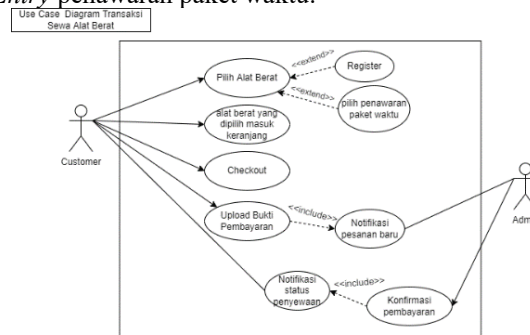 Entry penawaran paket waktu.
Use Case Diagram Transaksi
Sewa Alat Berat
Pilih Alat Berat
<<extend>>
Register
<<extend>>
pilih penawaran
paket waktu
alat berat yang
dipilih masuk
keranjang
Customer
Checkout
Upload Bukti
Pembayaran
<<include>>
Notifikasi
pesanan baru
Adm
Notifikasi
status
penyewaan
<<include>>
Konfirmasi
pembayaran